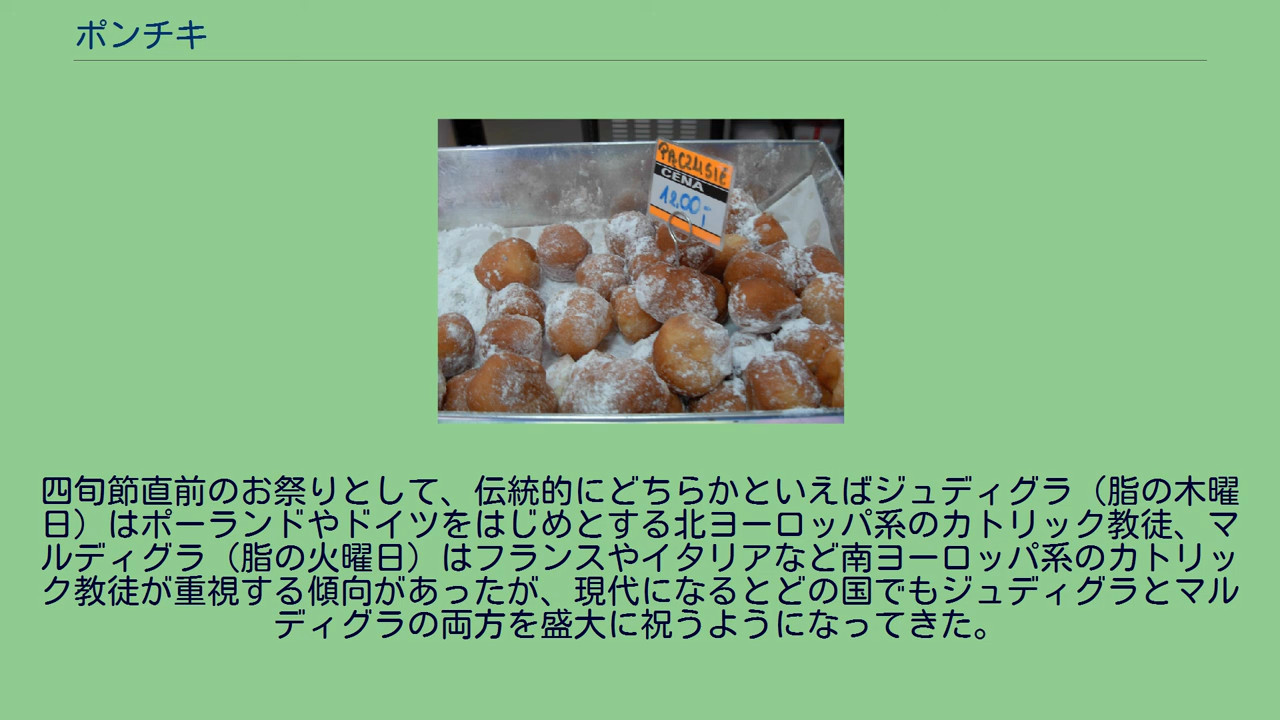 ポンチキ
PĄCZUSIE
CENA
12.00;
四旬節直前のお祭りとして、伝統的にどちらかといえばジュディグラ（脂の木曜
日）はポーランドやドイツをはじめとする北ヨーロッパ系のカトリック教徒、マ
ルディグラ（脂の火曜日）はフランスやイタリアなど南ヨーロッパ系のカトリッ
ク教徒が重視する傾向があったが、現代になるとどの国でもジュディグラとマル
ディグラの両方を盛大に祝うようになってきた。